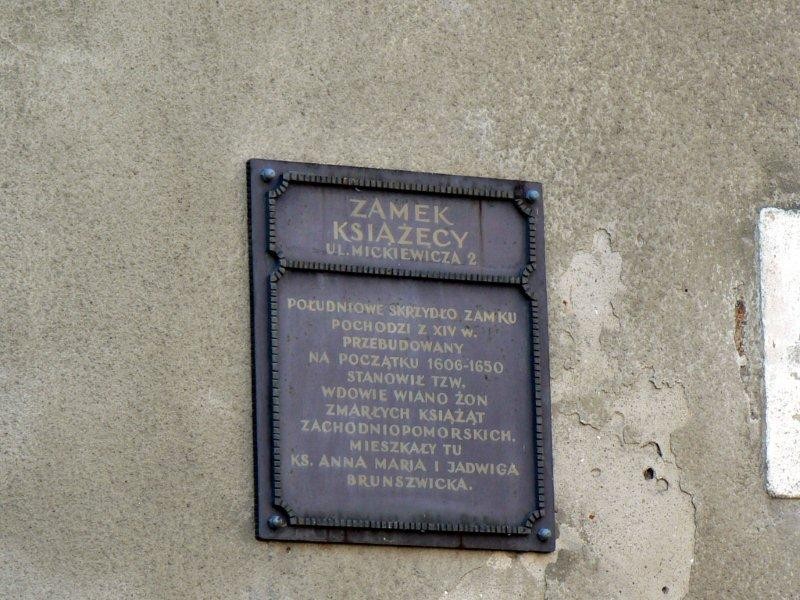 ZAMEK
KSIĄŻĘCY
UL.MICKIEWICZA 2
POŁUDNIOWE SKRZYDŁO ZAMKU
POCHODZI Z XIV W.
PRZEBUDOWANY
NA POCZĄTKU 1606-1650
STANOWIŁ TZW.
WDOWIE WIANO ŻON
ZMARŁYCH KSIĄŻĄT
ZACHODNIOPOMORSKICH.
MIESZKAŁY TU
KS. ANNA MARIA I JADWIGA
BRUNSZWICKA.